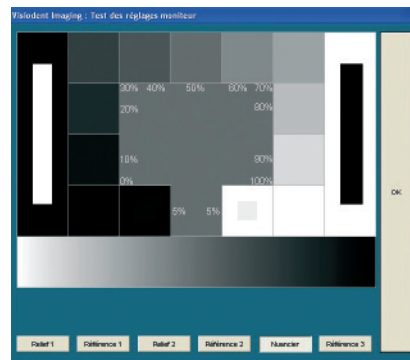 Visiodent Imaging : Test des réglages moniteur
30% 40% 50% 60% 70%
20% 80%
OK
10% 90%
0% 100%
5% 5%
Relief 1 Référence 1 Relief 2 Référence 2 Nuancier Référence 3